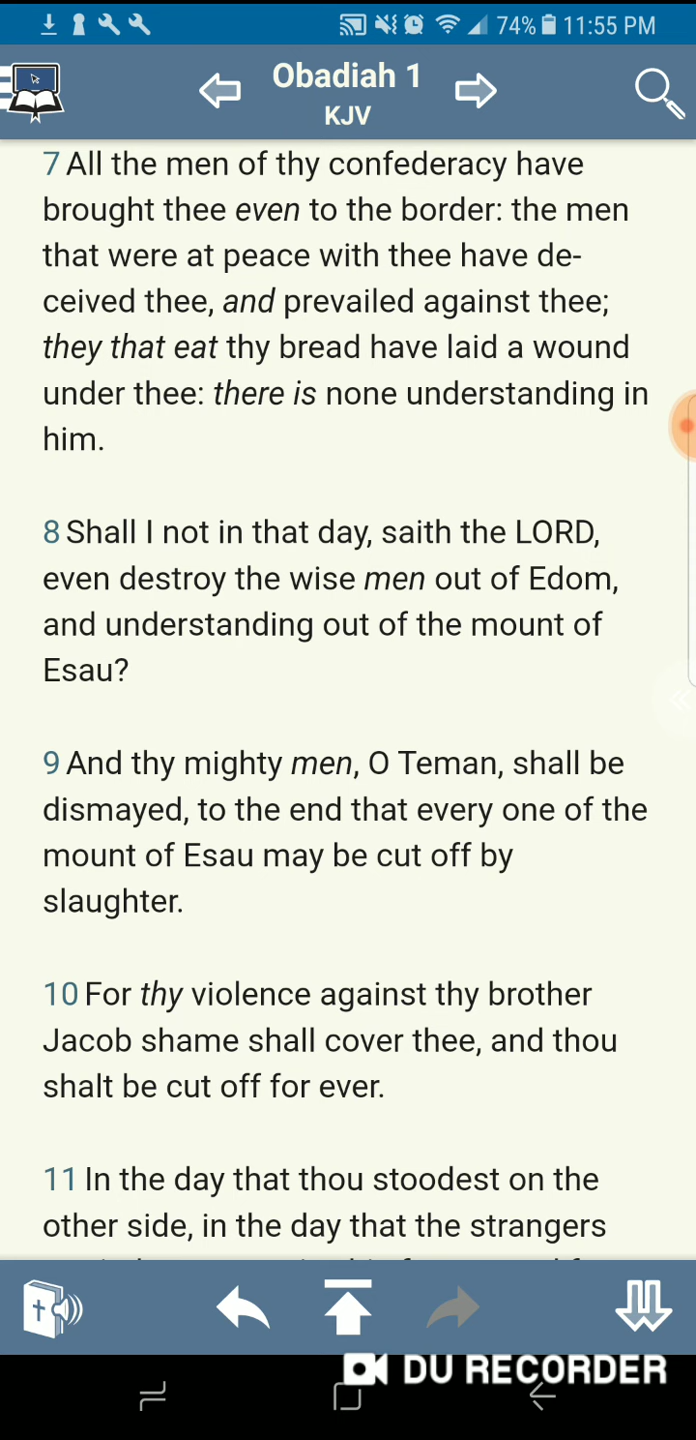 74% 11:55 PM
Obadiah 1
KJV
7 All the men of thy confederacy have
brought thee even to the border: the men
that were at peace with thee have de-
ceived thee, and prevailed against thee;
they that eat thy bread have laid a wound
under thee: there is none understanding in
him.
8 Shall I not in that day, saith the LORD,
even destroy the wise men out of Edom,
and understanding out of the mount of
Esau?
9 And thy mighty men, O Teman, shall be
dismayed, to the end that every one of the
mount of Esau may be cut off by
slaughter.
10 For thy violence against thy brother
Jacob shame shall cover thee, and thou
shalt be cut off for ever.
11 In the day that thou stoodest on the
other side, in the day that the strangers
DU RECORDER